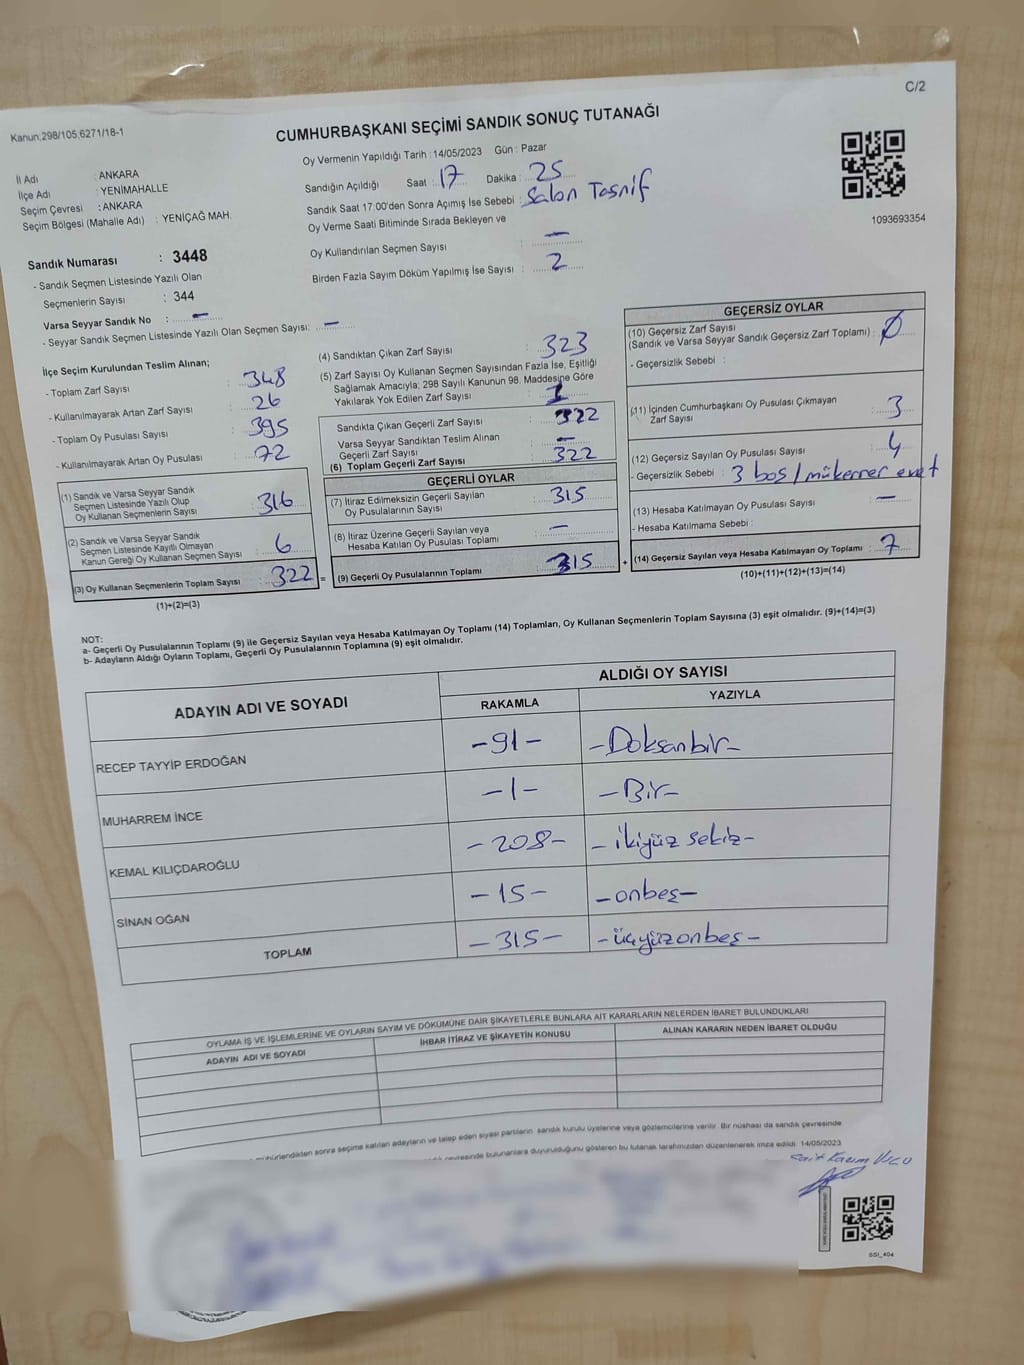 C/2
Kanun:298/105,6271/18-1
CUMHURBAŞKANI SEÇİMİ SANDIK SONUÇ TUTANAĞI
Oy Vermenin Yapıldığı Tarih : 14/05/2023 Gün : Pazar
İl Adı : ANKARA
İlçe Adı : YENİMAHALLE
Seçim Çevresi : ANKARA
Seçim Bölgesi (Mahalle Adı) : YENİÇAĞ MAH.
Sandığın Açıldığı Saat : 17 Dakika : 25
Sandık Saat 17:00'den Sonra Açımış İse Sebebi : Salon Tasnif
Oy Verme Saati Bitiminde Sırada Bekleyen ve
Oy Kullandırılan Seçmen Sayısı : —
Birden Fazla Sayım Döküm Yapılmış İse Sayısı : 2
1093693354
Sandık Numarası : 3448
- Sandık Seçmen Listesinde Yazılı Olan
Seçmenlerin Sayısı : 344
Varsa Seyyar Sandık No : —
- Seyyar Sandık Seçmen Listesinde Yazılı Olan Seçmen Sayısı: —
İlçe Seçim Kurulundan Teslim Alınan;
- Toplam Zarf Sayısı : 348
- Kullanılmayarak Artan Zarf Sayısı : 26
- Toplam Oy Pusulası Sayısı : 395
- Kullanılmayarak Artan Oy Pusulası : 72
(1) Sandık ve Varsa Seyyar Sandık
Seçmen Listesinde Yazılı Olup
Oy Kullanan Seçmenlerin Sayısı : 316
(2) Sandık ve Varsa Seyyar Sandık
Seçmen Listesinde Kayıtlı Olmayan
Kanun Gereği Oy Kullanan Seçmen Sayısı : 6
(3) Oy Kullanan Seçmenlerin Toplam Sayısı : 322 =
(1)+(2)=(3)
(4) Sandıktan Çıkan Zarf Sayısı : 323
(5) Zarf Sayısı Oy Kullanan Seçmen Sayısından Fazla İse, Eşitliği
Sağlamak Amacıyla; 298 Sayılı Kanunun 98. Maddesine Göre
Yakılarak Yok Edilen Zarf Sayısı : 1
Sandıkta Çıkan Geçerli Zarf Sayısı : 322
Varsa Seyyar Sandıktan Teslim Alınan
Geçerli Zarf Sayısı : —
(6) Toplam Geçerli Zarf Sayısı : 322
GEÇERLİ OYLAR
(7) İtiraz Edilmeksizin Geçerli Sayılan
Oy Pusulalarının Sayısı : 315
(8) İtiraz Üzerine Geçerli Sayılan veya
Hesaba Katılan Oy Pusulası Toplamı : —
(9) Geçerli Oy Pusulalarının Toplamı : 315 +
GEÇERSİZ OYLAR
(10) Geçersiz Zarf Sayısı
(Sandık ve Varsa Seyyar Sandık Geçersiz Zarf Toplamı) : 0
- Geçersizlik Sebebi :
(11) İçinden Cumhurbaşkanı Oy Pusulası Çıkmayan
Zarf Sayısı : 3
(12) Geçersiz Sayılan Oy Pusulası Sayısı : 4
- Geçersizlik Sebebi : 3 boş/mükerrer evet
(13) Hesaba Katılmayan Oy Pusulası Sayısı : —
- Hesaba Katılmama Sebebi :
(14) Geçersiz Sayılan veya Hesaba Katılmayan Oy Toplamı : 7
(10)+(11)+(12)+(13)=(14)
NOT:
a- Geçerli Oy Pusulalarının Toplamı (9) ile Geçersiz Sayılan veya Hesaba Katılmayan Oy Toplamı (14) Toplamları, Oy Kullanan Seçmenlerin Toplam Sayısına (3) eşit olmalıdır. (9)+(14)=(3)
b- Adayların Aldığı Oyların Toplamı, Geçerli Oy Pusulalarının Toplamına (9) eşit olmalıdır.
ADAYIN ADI VE SOYADI ALDIĞI OY SAYISI
RAKAMLA YAZIYLA
RECEP TAYYİP ERDOĞAN -91- -Doksanbir-
MUHARREM İNCE -1- -Bir-
KEMAL KILIÇDAROĞLU -208- -ikiyüz sekiz-
SİNAN OĞAN -15- -onbeş-
TOPLAM -315- -üçyüzonbeş-
OYLAMA İŞ VE İŞLEMLERİNE VE OYLARIN SAYIM VE DÖKÜMÜNE DAİR ŞİKAYETLERLE BUNLARA AİT KARARLARIN NELERDEN İBARET BULUNDUKLARI
ADAYIN ADI VE SOYADI İHBAR İTİRAZ VE ŞİKAYETİN KONUSU ALINAN KARARIN NEDEN İBARET OLDUĞU
mühürlendikten sonra seçime katılan adayların ve talep eden siyasi partilerin sandık kurulu üyelerine veya gözlemcilerine verilir. Bir nüshası da sandık çevresinde
çevresinde bulunanlara duyurulduğunu gösteren bu tutanak tarafımızdan düzenlenerek imza edildi. 14/05/2023
SSI_404